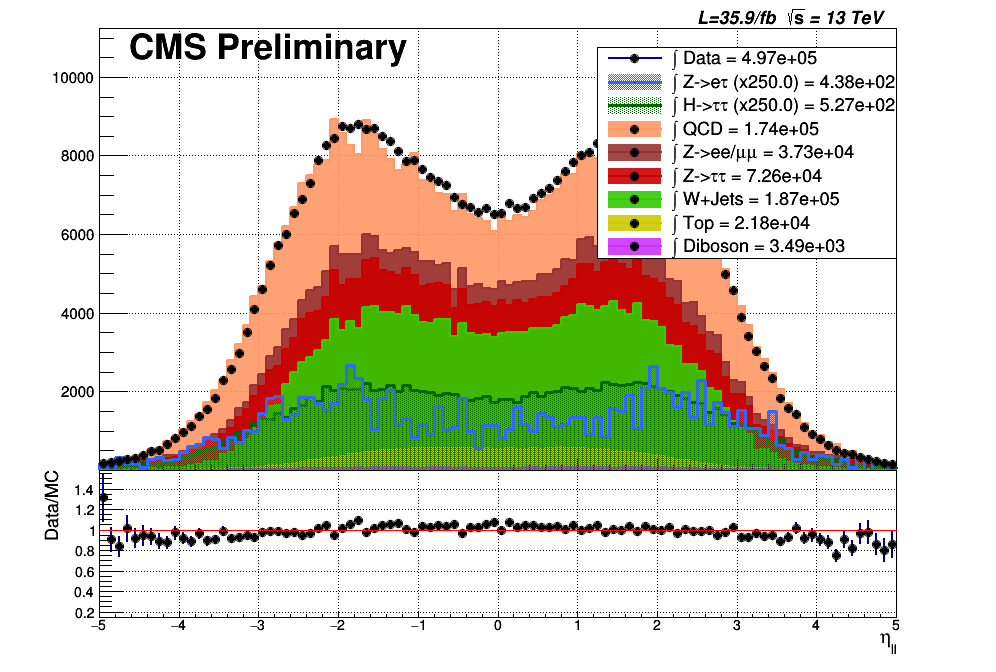 L=35.9/fb √s = 13 TeV
CMS Preliminary
∫ Data = 4.97e+05
∫ Z->eτ (x250.0) = 4.38e+02
∫ H->ττ (x250.0) = 5.27e+02
∫ QCD = 1.74e+05
∫ Z->ee/μμ = 3.73e+04
∫ Z->ττ = 7.26e+04
∫ W+Jets = 1.87e+05
∫ Top = 2.18e+04
∫ Diboson = 3.49e+03
10000
8000
6000
4000
2000
Data/MC
1.4
1.2
1
0.8
0.6
0.4
0.2
−5 −4 −3 −2 −1 0 1 2 3 4 5
η||